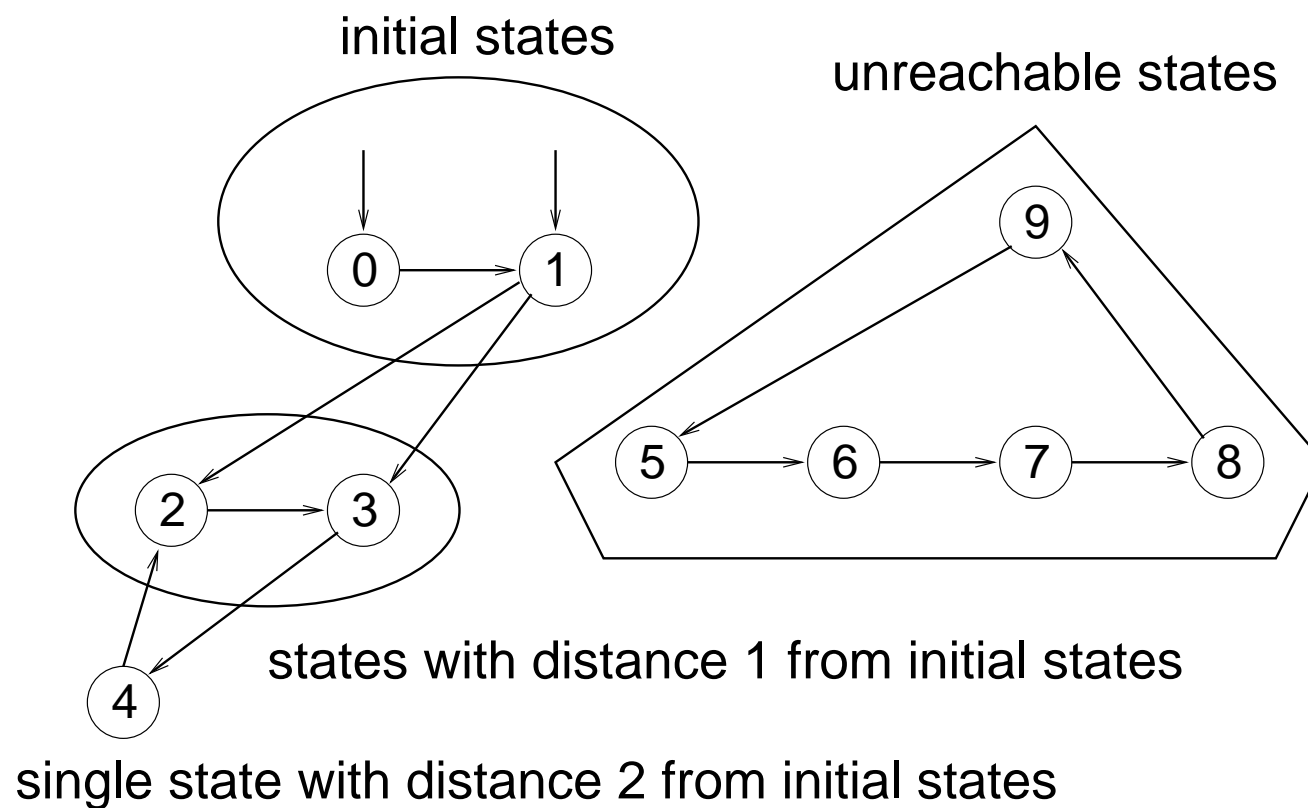 initial states
unreachable states
9
0 1
5 6 7 8
2 3
states with distance 1 from initial states
4
single state with distance 2 from initial states